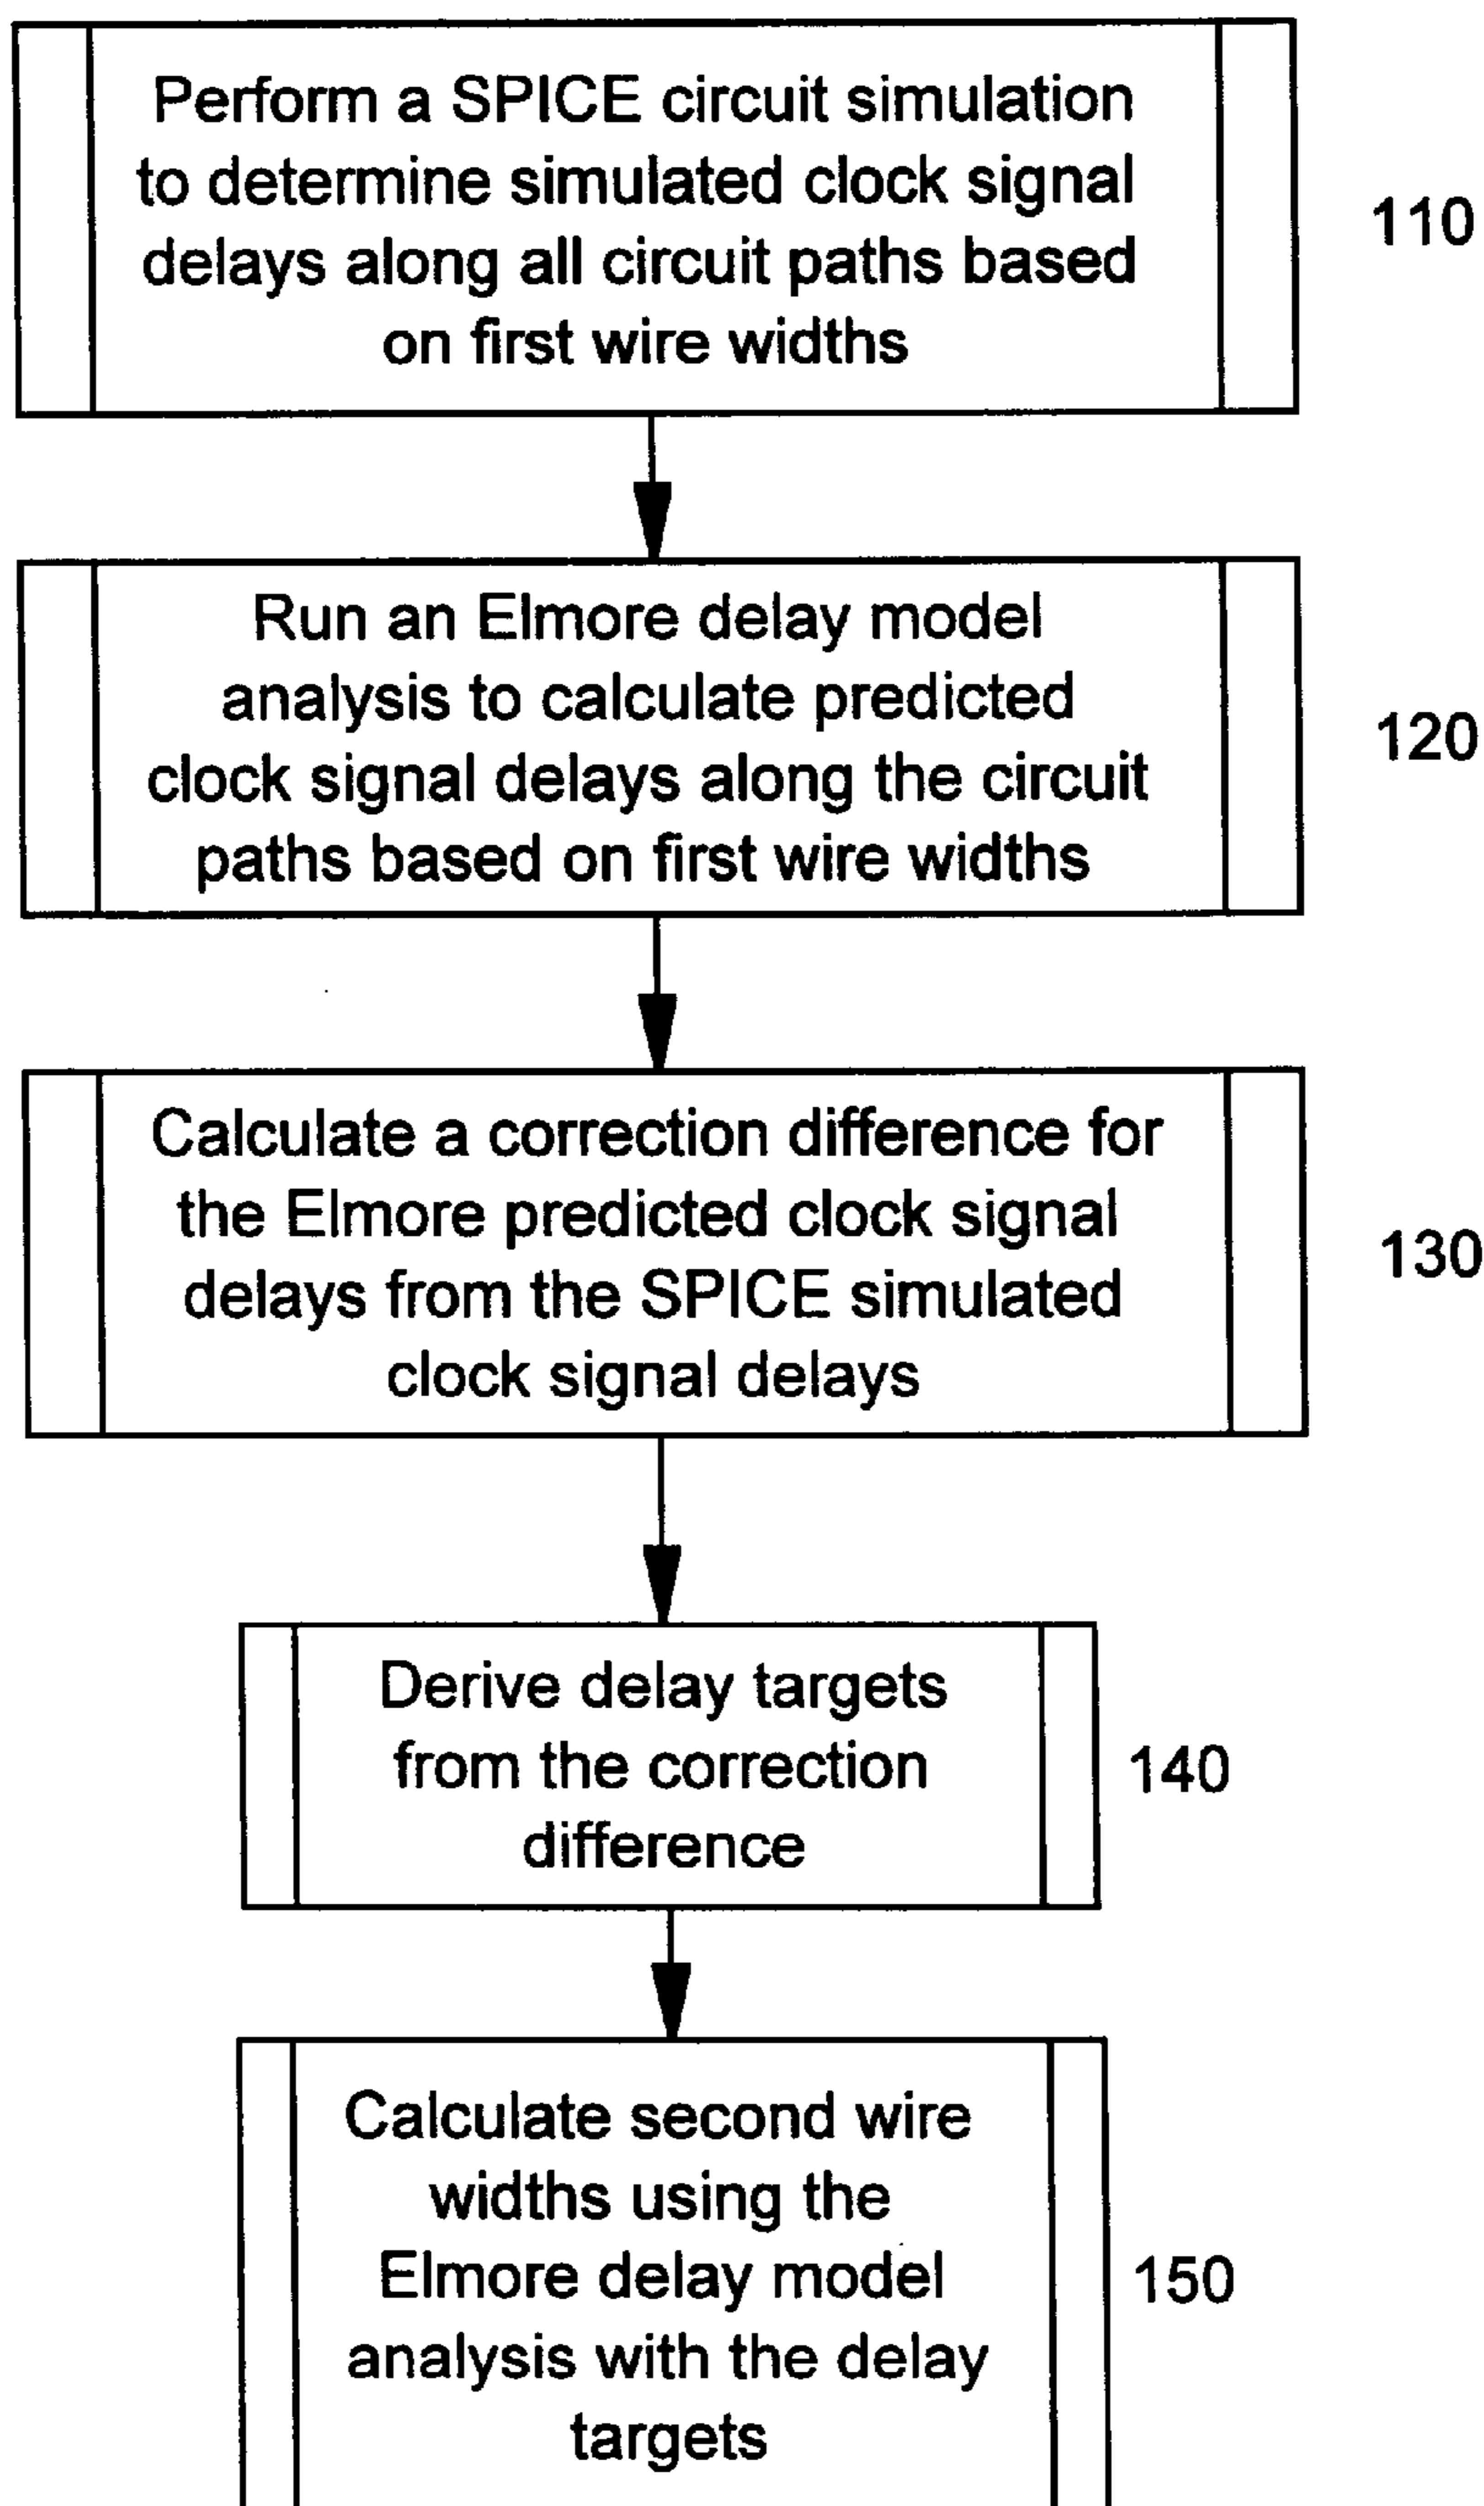 Perform a SPICE circuit simulation
to determine simulated clock signal
delays along all circuit paths based
on first wire widths
110
Run an Elmore delay model
analysis to calculate predicted
clock signal delays along the circuit
paths based on first wire widths
120
Calculate a correction difference for
the Elmore predicted clock signal
delays from the SPICE simulated
clock signal delays
130
Derive delay targets
from the correction
difference
140
Calculate second wire
widths using the
Elmore delay model
analysis with the delay
targets
150